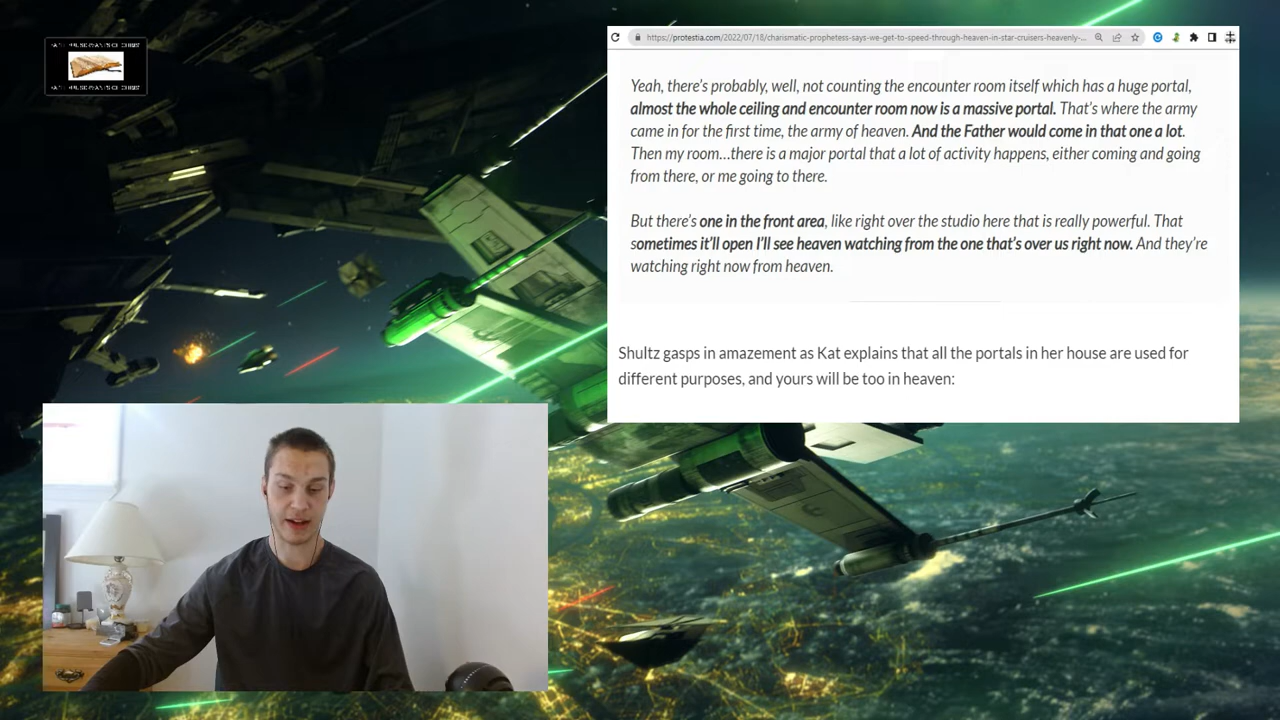 https://protestia.com/2022/07/18/charismatic-prophetess-says-we-get-to-speed-through-heaven-in-star-cruisers-heavenly-...
Yeah, there's probably, well, not counting the encounter room itself which has a huge portal,
almost the whole ceiling and encounter room now is a massive portal. That's where the army
came in for the first time, the army of heaven. And the Father would come in that one a lot.
Then my room…there is a major portal that a lot of activity happens, either coming and going
from there, or me going to there.
But there's one in the front area, like right over the studio here that is really powerful. That
sometimes it'll open I'll see heaven watching from the one that's over us right now. And they're
watching right now from heaven.
Shultz gasps in amazement as Kat explains that all the portals in her house are used for
different purposes, and yours will be too in heaven: